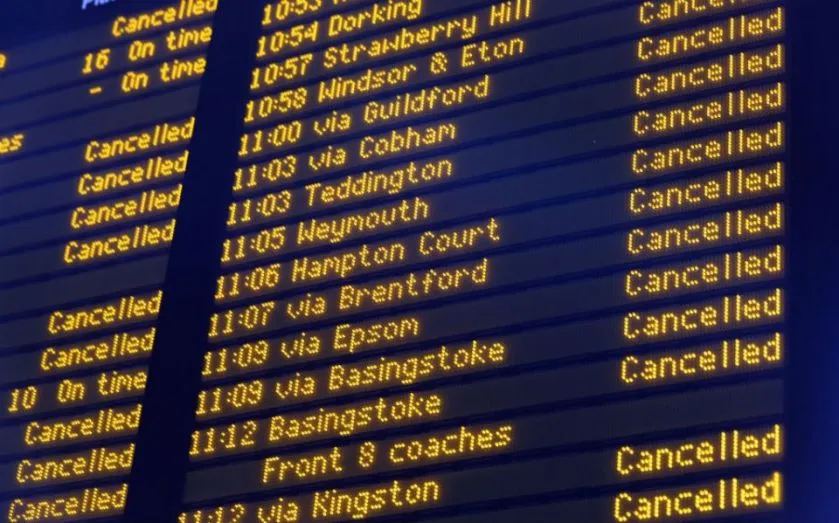 Cancelled
16 On time
- On time
Cancelled
Cancelled
Cancelled
Cancelled
Cancelled
Cancelled
10 On time
Cancelled
Cancelled
Cancelled
10:53
10:54 Dorking
10:57 Strawberry Hill
10:58 Windsor & Eton Cancelled
11:00 via Guildford Cancelled
11:03 via Cobham Cancelled
11:03 Teddington Cancelled
11:05 Weymouth Cancelled
11:06 Hampton Court Cancelled
11:07 via Brentford Cancelled
11:09 via Epsom Cancelled
11:09 via Basingstoke Cancelled
11:12 Basingstoke Cancelled
Front 8 coaches
via Kingston Cancelled
Cancelled